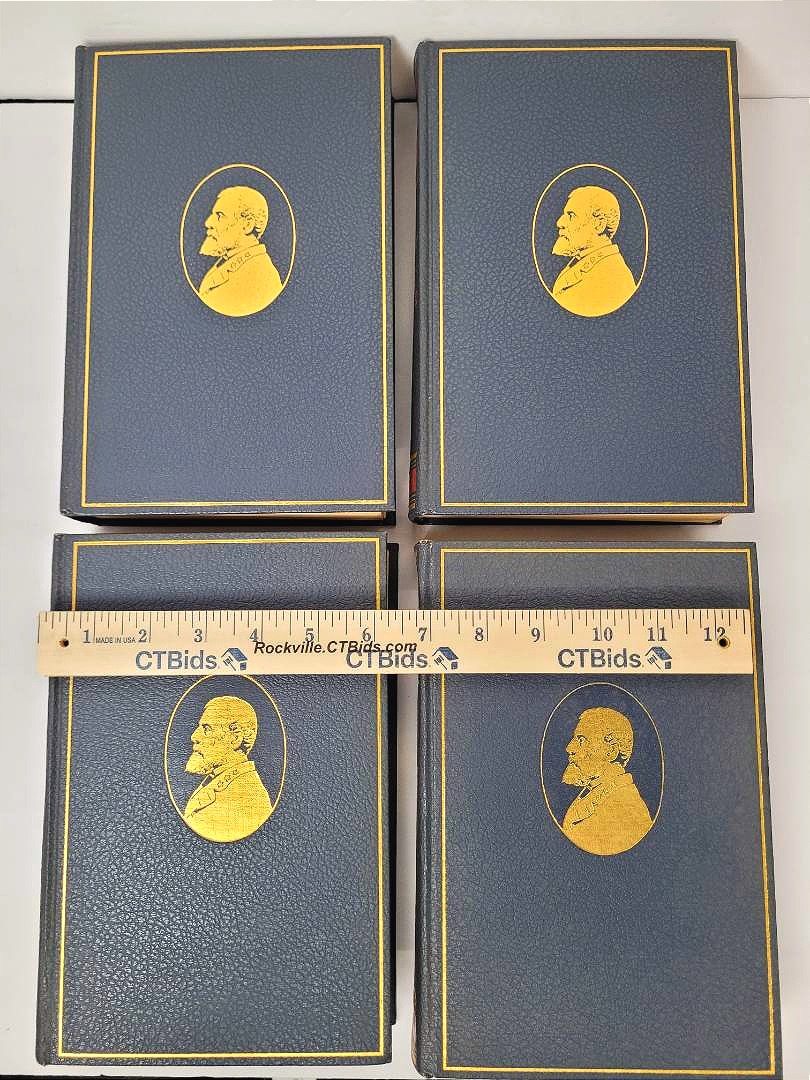 1 MADE IN USA 2 3 4 5 6 7 8 9 10 11 12
CTBids. Rockville.CTBids.com CTBids. CTBids.